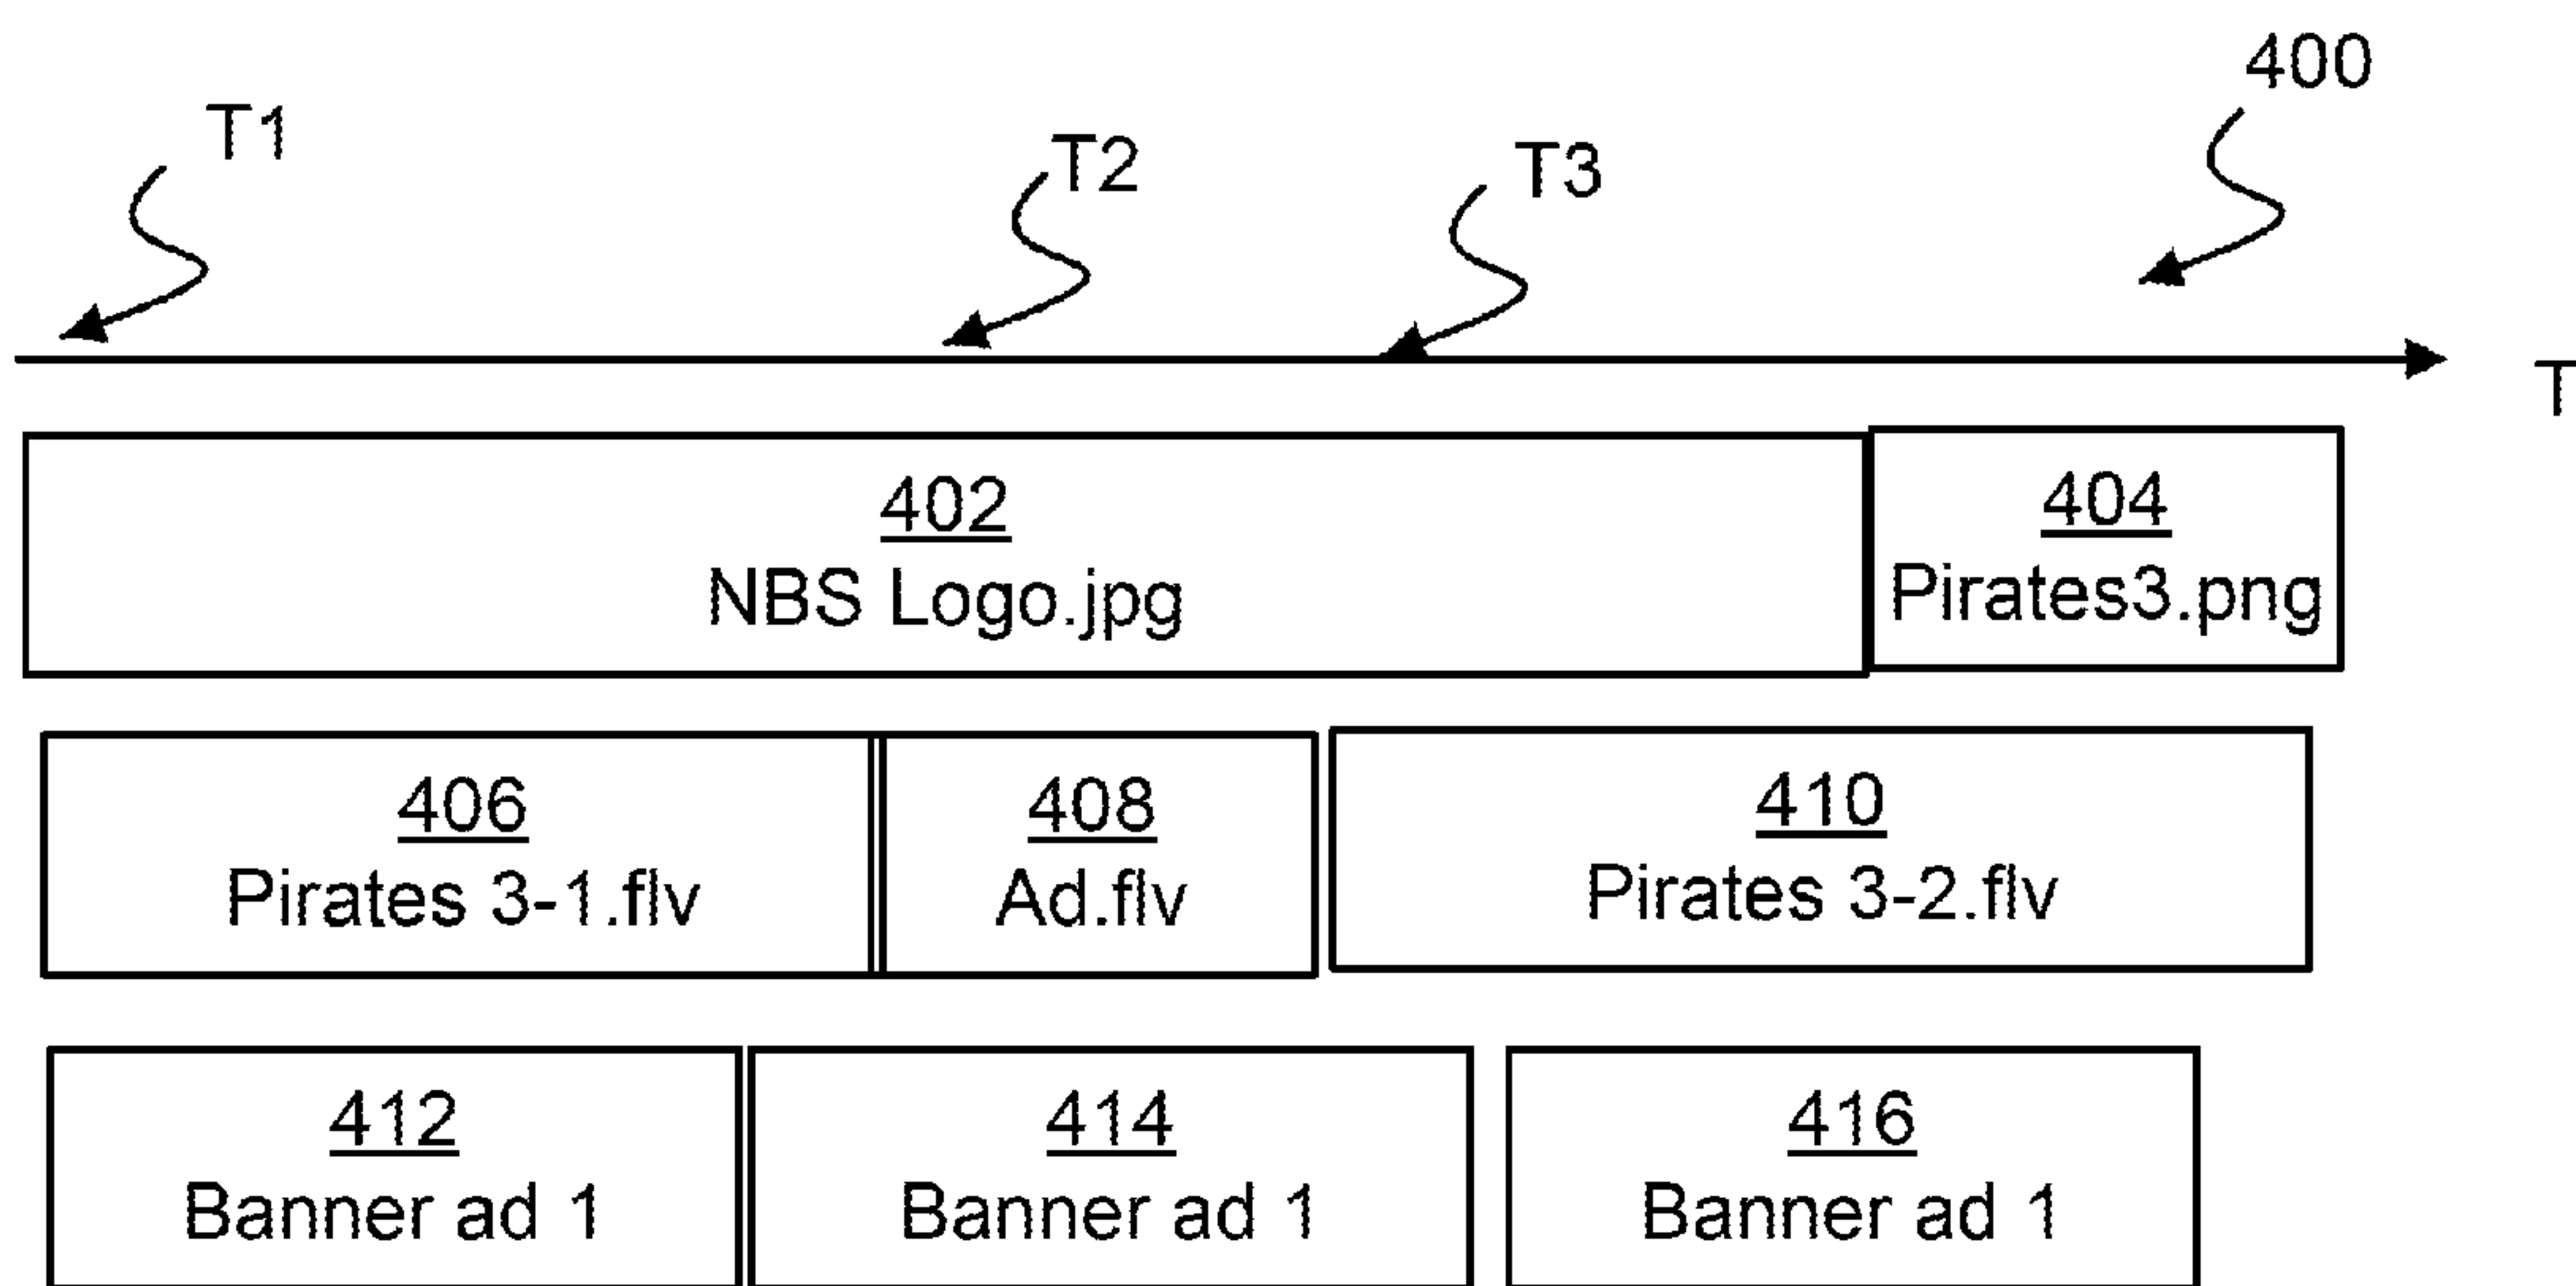 400
T1
T2
T3
T
402
NBS Logo.jpg
404
Pirates3.png
406
Pirates 3-1.flv
408
Ad.flv
410
Pirates 3-2.flv
412
Banner ad 1
414
Banner ad 1
416
Banner ad 1